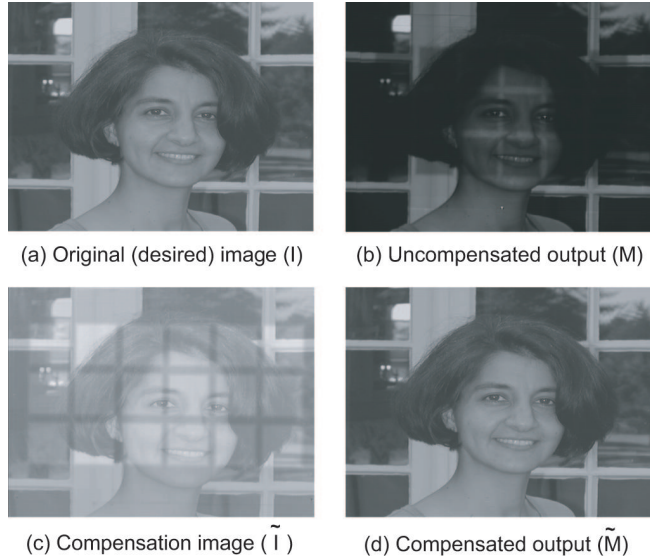 (a) Original (desired) image (I)
(b) Uncompensated output (M)
(c) Compensation image ( Ĩ )
(d) Compensated output (M̃)